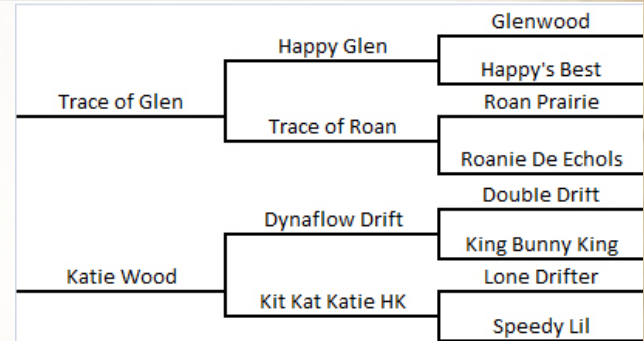 Glenwood
Happy Glen
Happy's Best
Trace of Glen
Roan Prairie
Trace of Roan
Roanie De Echols
Double Drift
Dynaflow Drift
King Bunny King
Katie Wood
Lone Drifter
Kit Kat Katie HK
Speedy Lil